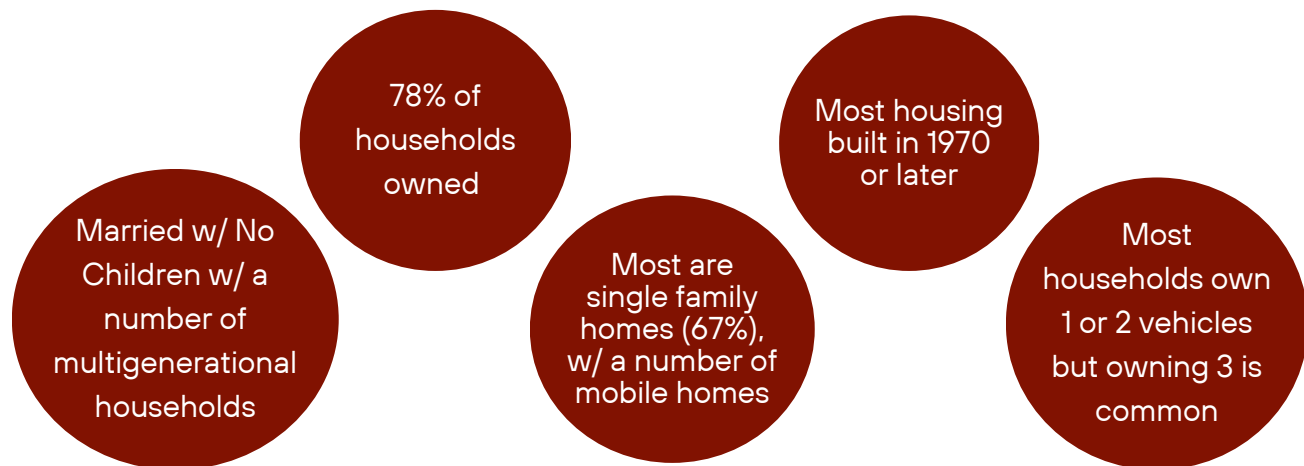 Married w/ No
Children w/ a
number of
multigenerational
households
78% of
households
owned
Most are
single family
homes (67%),
w/ a number of
mobile homes
Most housing
built in 1970
or later
Most
households own
1 or 2 vehicles
but owning 3 is
common